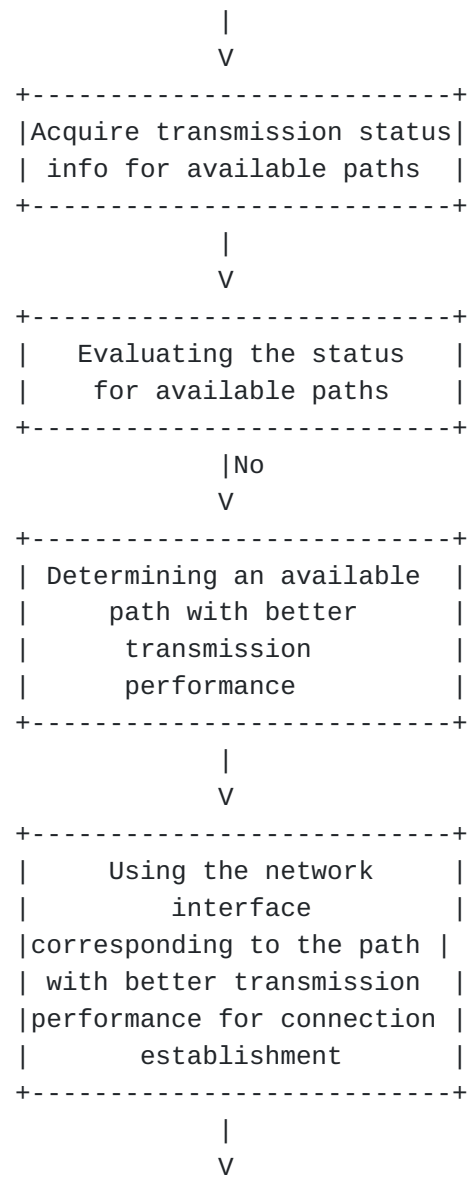 |
V
+---------------------------+
|Acquire transmission status|
| info for available paths  |
+---------------------------+
|
V
+---------------------------+
|   Evaluating the status   |
|    for available paths    |
+---------------------------+
|No
V
+---------------------------+
| Determining an available  |
|     path with better      |
|      transmission         |
|      performance          |
+---------------------------+
|
V
+---------------------------+
|     Using the network     |
|         interface         |
|corresponding to the path |
| with better transmission  |
|performance for connection |
|       establishment       |
+---------------------------+
|
V